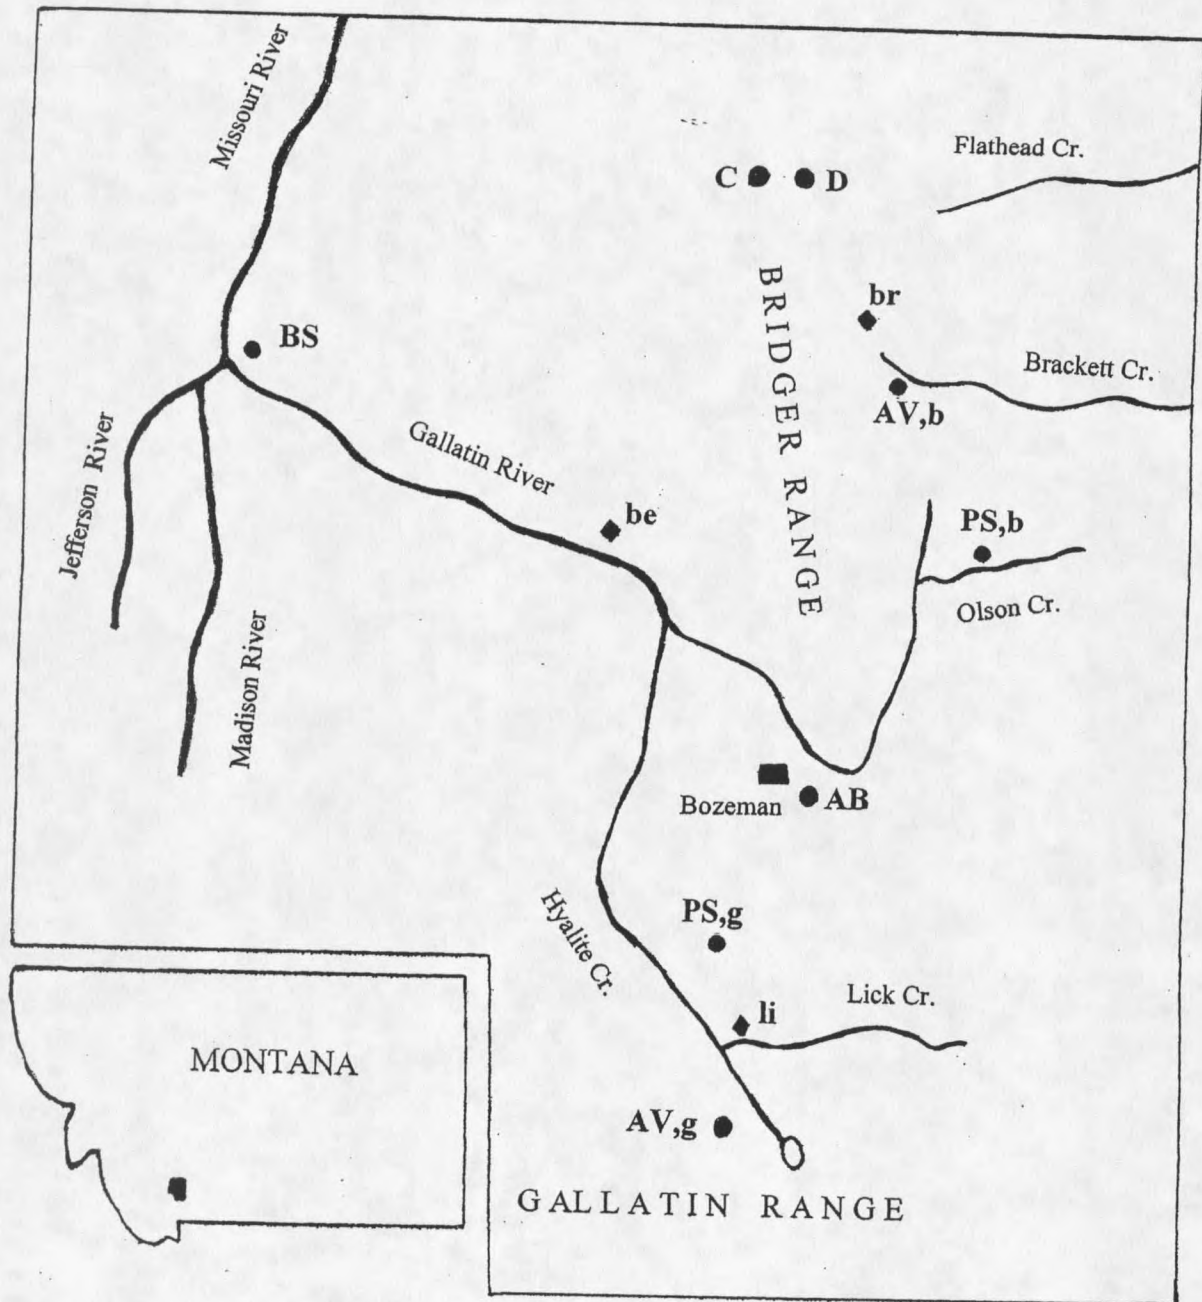 Missouri River
Flathead Cr.
C
D
BRIDGER RANGE
br
BS
Brackett Cr.
AV,b
Jefferson River
Gallatin River
be
PS,b
Olson Cr.
Madison River
Bozeman
AB
Hyalite Cr.
PS,g
li
Lick Cr.
MONTANA
AV,g
GALLATIN RANGE